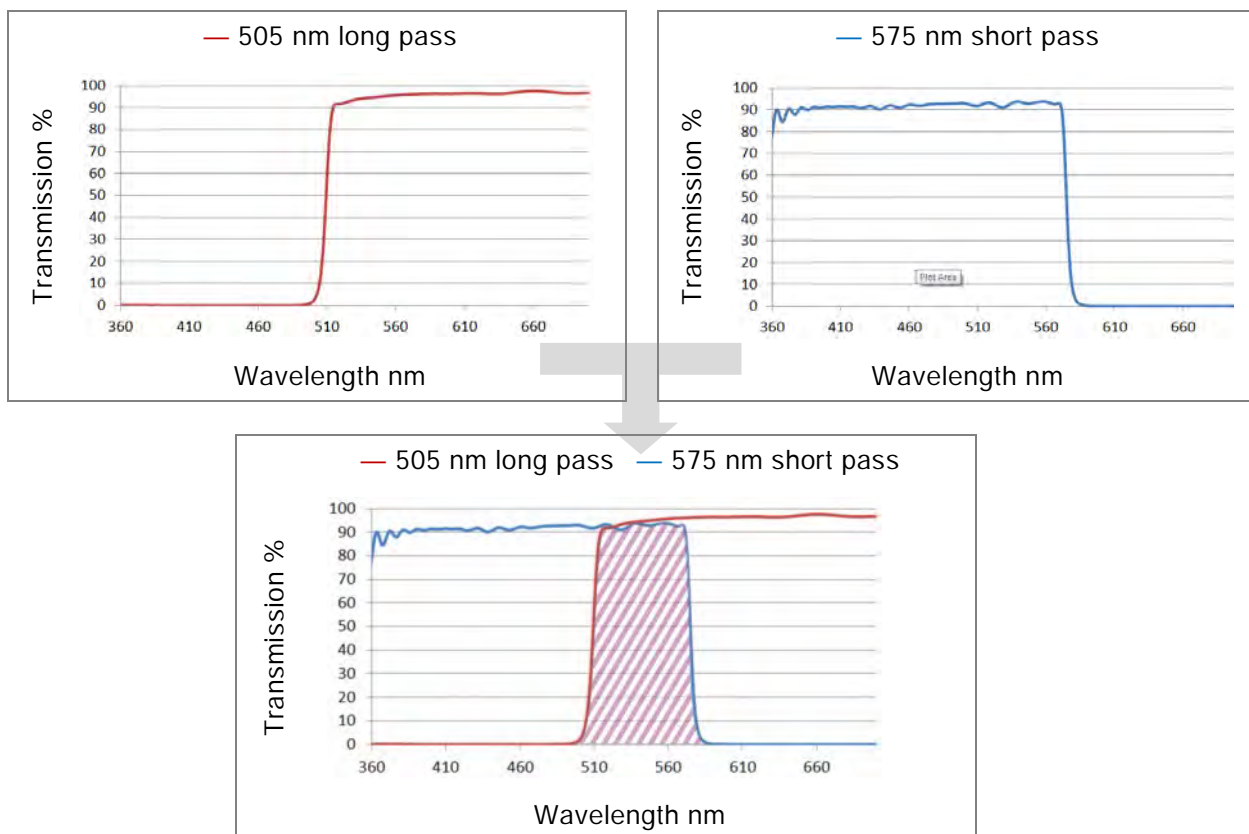 — 505 nm long pass
Transmission %
100
90
80
70
60
50
40
30
20
10
0
360 410 460 510 560 610 660
Wavelength nm
— 575 nm short pass
Transmission %
100
90
80
70
60
50
40
30
20
10
0
Plot Area
360 410 460 510 560 610 660
Wavelength nm
— 505 nm long pass — 575 nm short pass
Transmission %
100
90
80
70
60
50
40
30
20
10
0
360 410 460 510 560 610 660
Wavelength nm